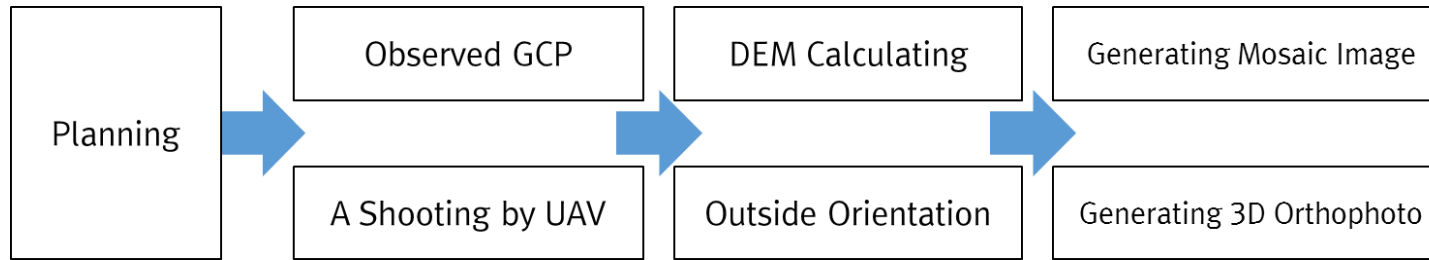 Planning
Observed GCP
A Shooting by UAV
DEM Calculating
Outside Orientation
Generating Mosaic Image
Generating 3D Orthophoto